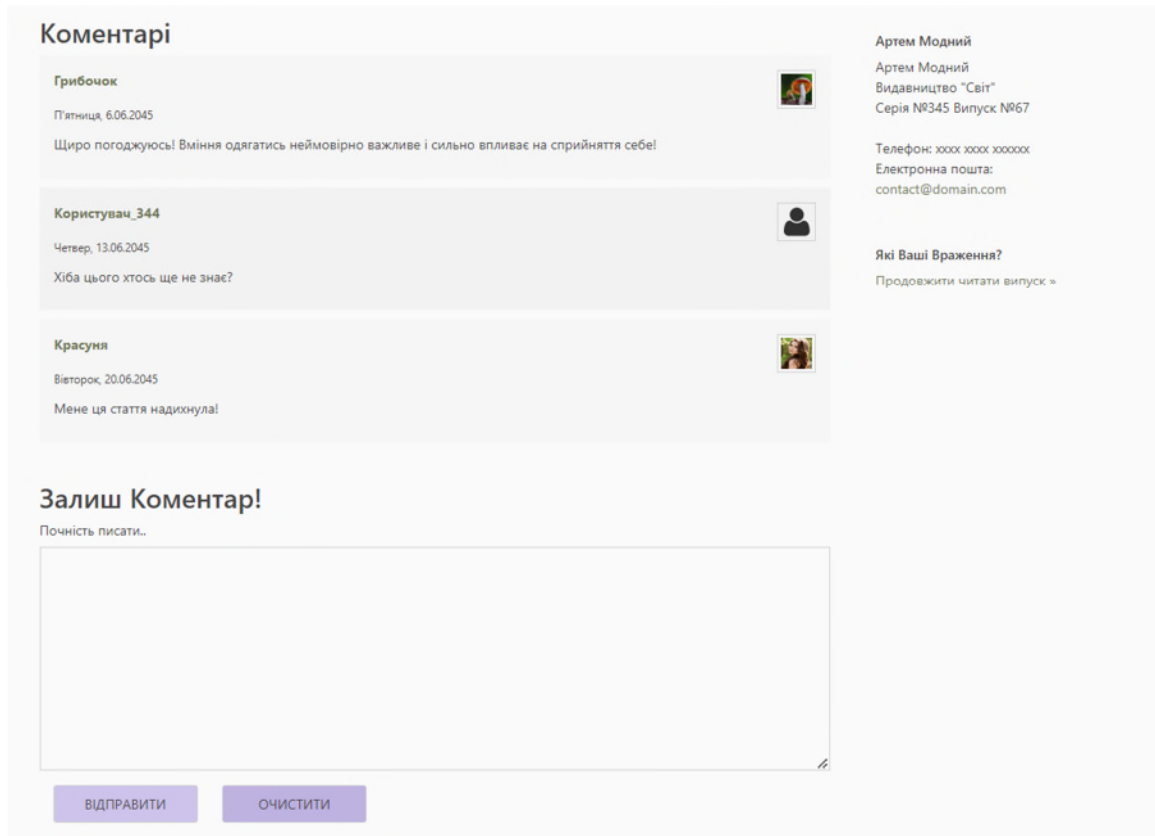 Коментарі
Грибочок
П'ятниця, 6.06.2045
Щиро погоджуюсь! Вміння одягатись неймовірно важливе і сильно впливає на сприйняття себе!
Користувач_344
Четвер, 13.06.2045
Хіба цього хтось ще не знає?
Красуня
Вівторок, 20.06.2045
Мене ця стаття надихнула!
Залиш Коментар!
Почність писати..
ВІДПРАВИТИ
ОЧИСТИТИ
Артем Модний
Артем Модний
Видавництво "Світ"
Серія №345 Випуск №67
Телефон: xxxx xxxx xxxxxx
Електронна пошта:
contact@domain.com
Які Ваші Враження?
Продовжити читати випуск »